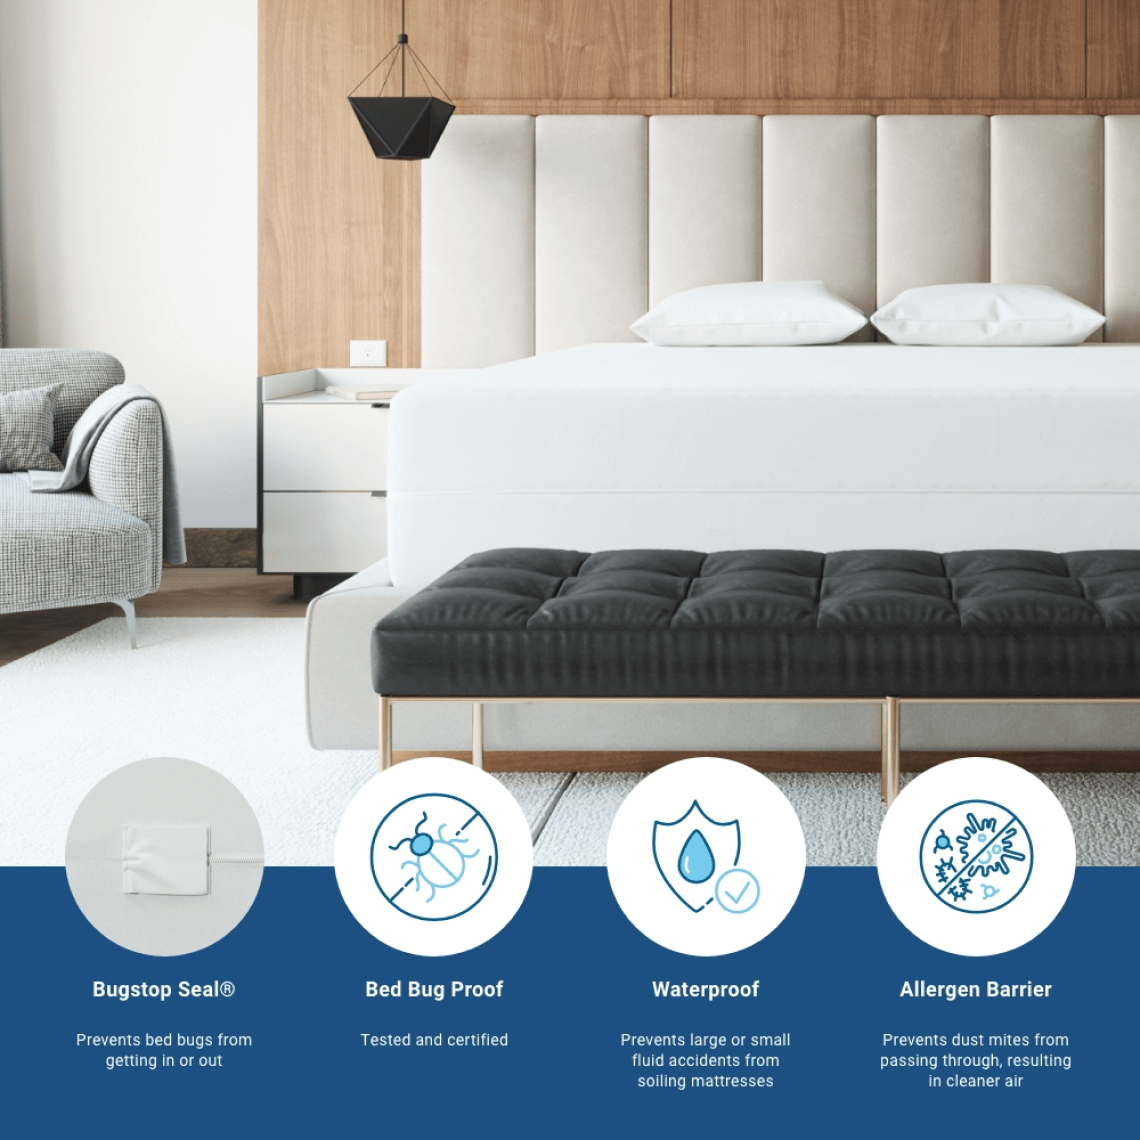 Bugstop Seal®
Prevents bed bugs from
getting in or out
Bed Bug Proof
Tested and certified
Waterproof
Prevents large or small
fluid accidents from
soiling mattresses
Allergen Barrier
Prevents dust mites from
passing through, resulting
in cleaner air